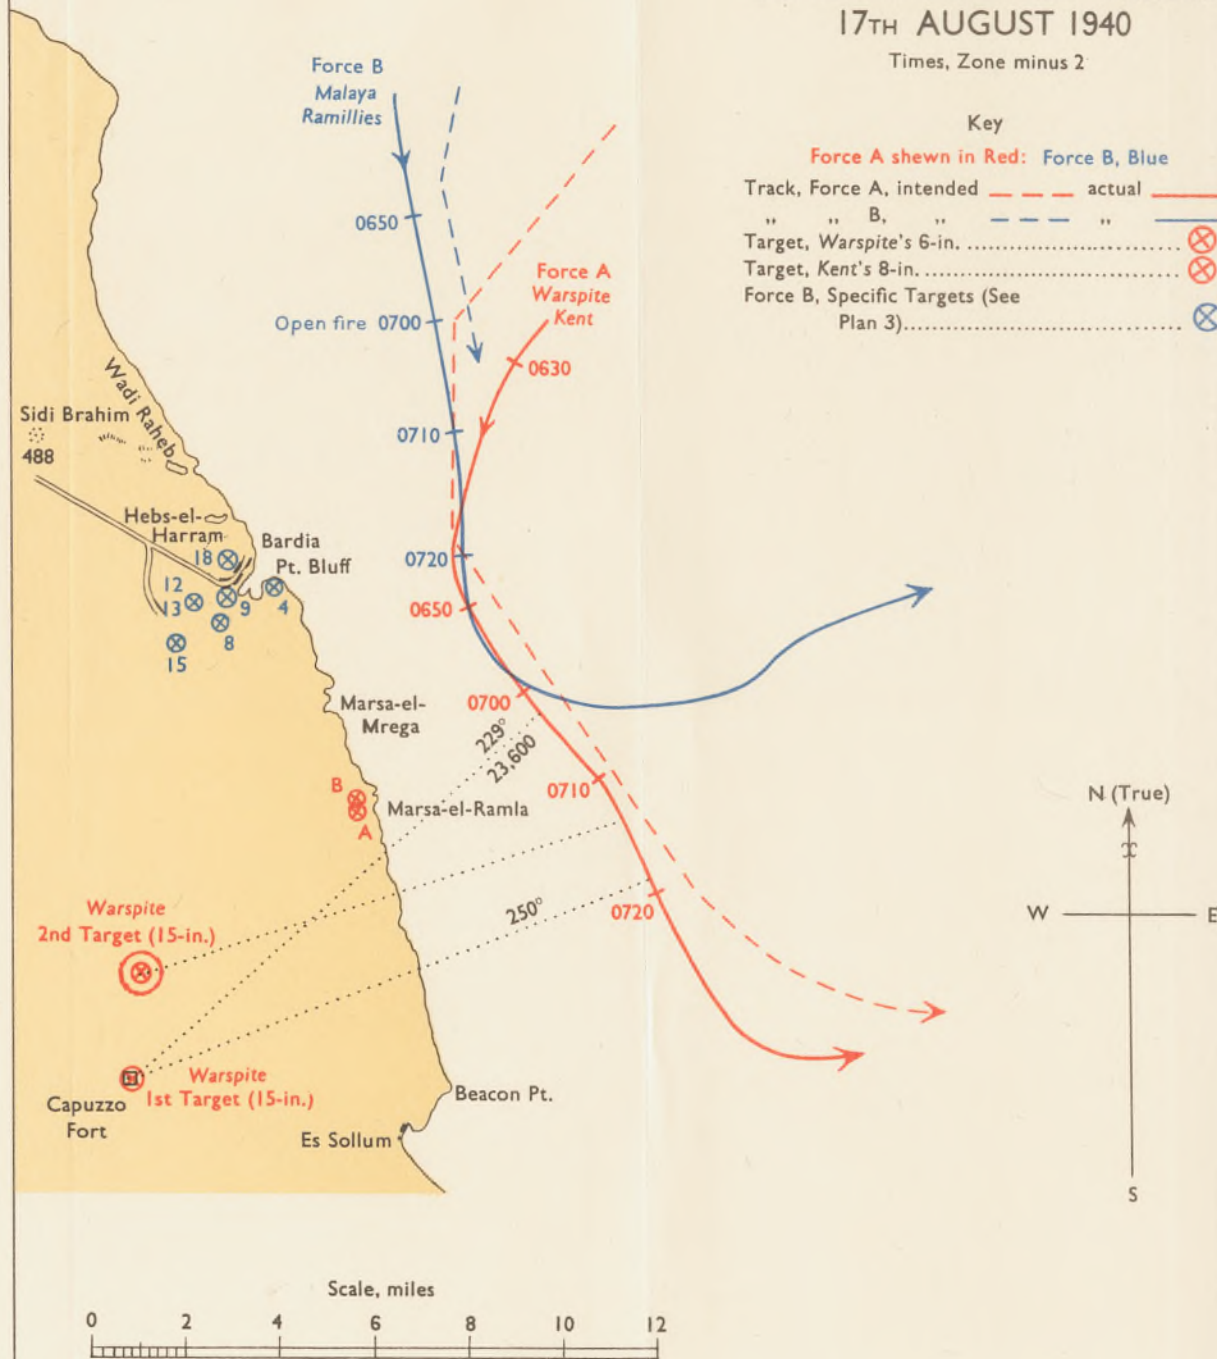 17TH AUGUST 1940
Times, Zone minus 2
Key
Force A shewn in Red: Force B, Blue
Track, Force A, intended actual
„ „ B, „ „
Target, Warspite's 6-in.
Target, Kent's 8-in.
Force B, Specific Targets (See
Plan 3)
Force B
Malaya
Ramillies
0650
Open fire 0700
0710
0720
Force A
Warspite
Kent
0630
0650
0700
0710
0720
Wadi Raheb
Sidi Brahim
488
Hebs-el-
Harram
Bardia
Pt. Bluff
18
12
13
9
4
8
15
Marsa-el-
Mrega
229°
23,600
B
A
Marsa-el-Ramla
250°
Warspite
2nd Target (15-in.)
Warspite
1st Target (15-in.)
Capuzzo
Fort
Beacon Pt.
Es Sollum
N (True)
W
E
S
Scale, miles
0 2 4 6 8 10 12